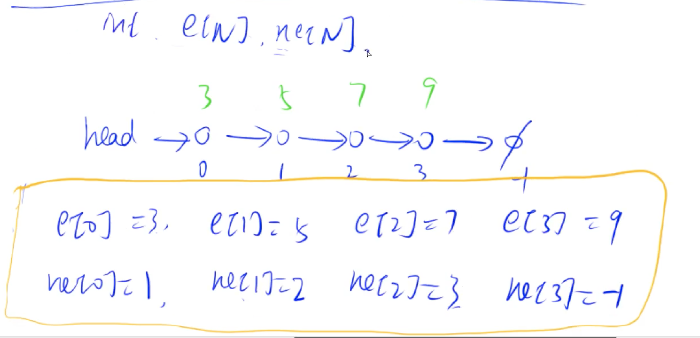 int e[N], ne[N],
3 5 7 9
head → o → o → o → o → ∅
0 1 2 3 -1
e[0] = 3, e[1] = 5 e[2] = 7 e[3] = 9
ne[0] = 1, ne[1] = 2 ne[2] = 3 ne[3] = -1